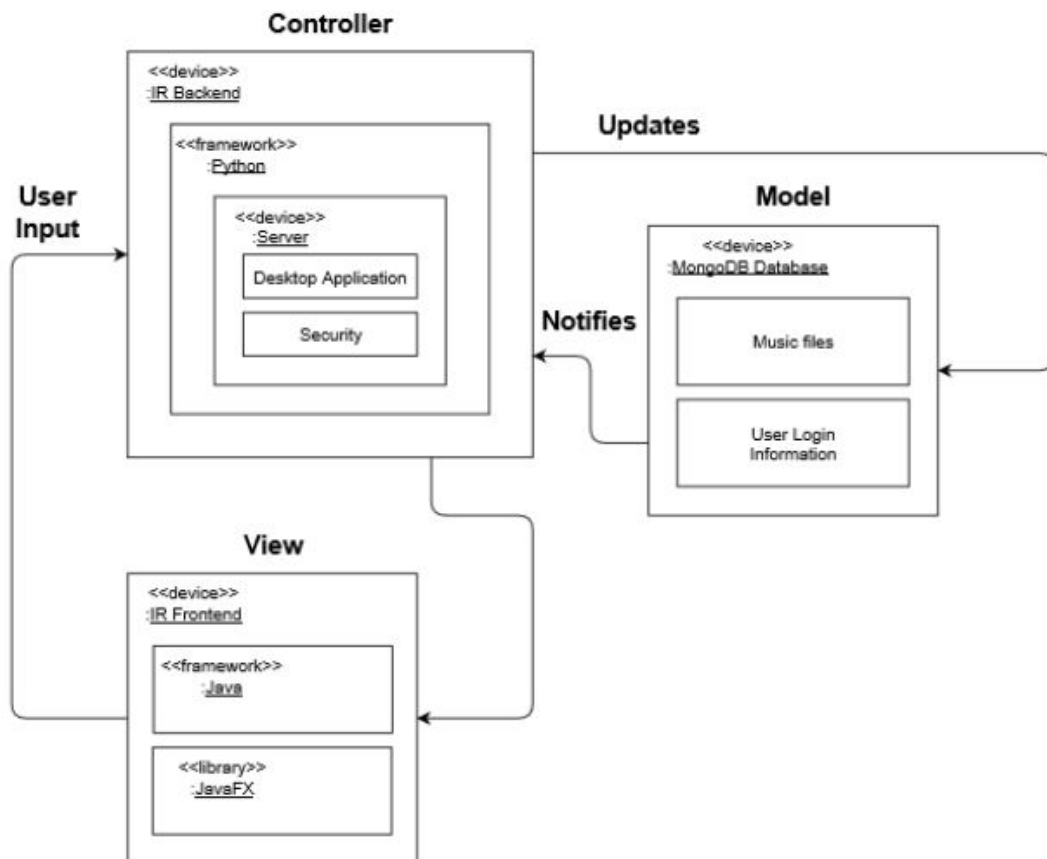 Controller
<<device>>
:IR Backend
<<framework>>
:Python
<<device>>
:Server
Desktop Application
Security
Updates
User
Input
Model
<<device>>
:MongoDB Database
Music files
User Login
Information
Notifies
View
<<device>>
:IR Frontend
<<framework>>
:Java
<<library>>
:JavaFX